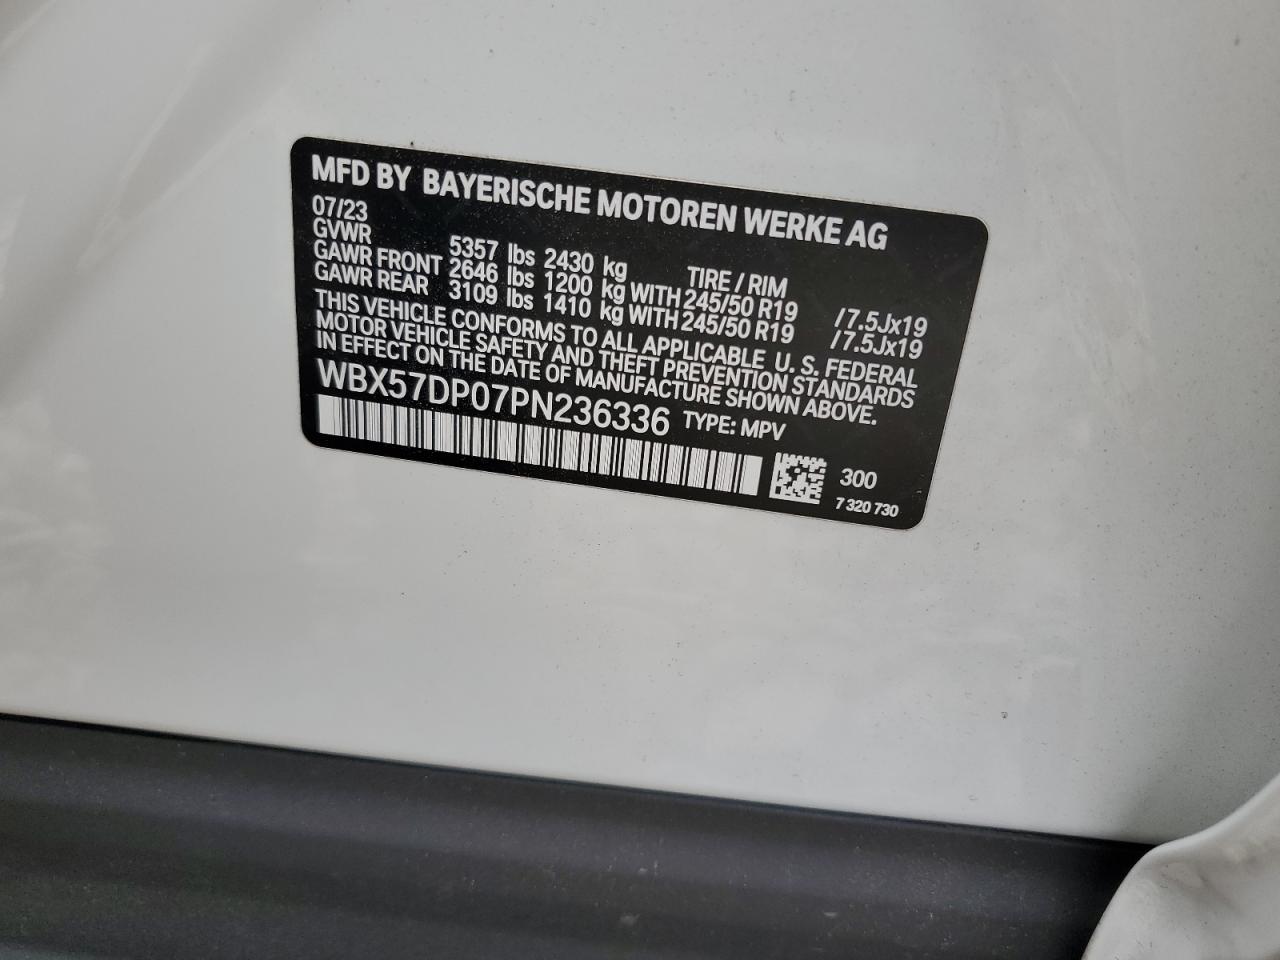 MFD BY BAYERISCHE MOTOREN WERKE AG
07/23
GVWR 5357 lbs 2430 kg TIRE / RIM
GAWR FRONT 2646 lbs 1200 kg WITH 245/50 R19 /7.5Jx19
GAWR REAR 3109 lbs 1410 kg WITH 245/50 R19 /7.5Jx19
THIS VEHICLE CONFORMS TO ALL APPLICABLE U. S. FEDERAL
MOTOR VEHICLE SAFETY AND THEFT PREVENTION STANDARDS
IN EFFECT ON THE DATE OF MANUFACTURE SHOWN ABOVE.
WBX57DP07PN236336 TYPE: MPV
300
7 320 730